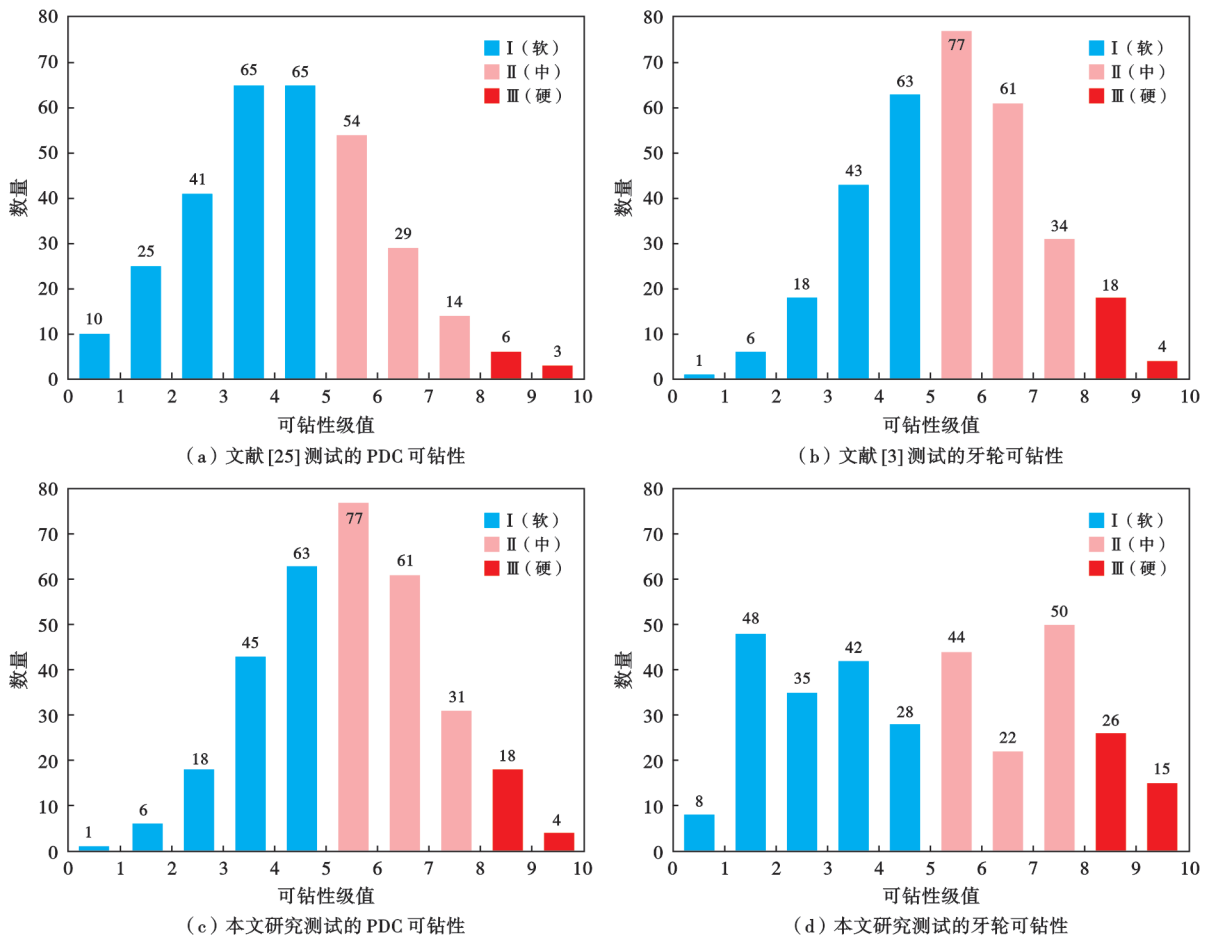 80
70
60
50
40
30
20
10
0
数量
10
25
41
65
65
54
29
14
6
3
Ⅰ（软）
Ⅱ（中）
Ⅲ（硬）
0 1 2 3 4 5 6 7 8 9 10
可钻性级值
（a）文献[25]测试的PDC可钻性
80
70
60
50
40
30
20
10
0
数量
1
6
18
43
63
77
61
34
18
4
Ⅰ（软）
Ⅱ（中）
Ⅲ（硬）
0 1 2 3 4 5 6 7 8 9 10
可钻性级值
（b）文献[3]测试的牙轮可钻性
80
70
60
50
40
30
20
10
0
数量
1
6
18
45
63
77
61
31
18
4
Ⅰ（软）
Ⅱ（中）
Ⅲ（硬）
0 1 2 3 4 5 6 7 8 9 10
可钻性级值
（c）本文研究测试的PDC可钻性
80
70
60
50
40
30
20
10
0
数量
8
48
35
42
28
44
22
50
26
15
Ⅰ（软）
Ⅱ（中）
Ⅲ（硬）
0 1 2 3 4 5 6 7 8 9 10
可钻性级值
（d）本文研究测试的牙轮可钻性